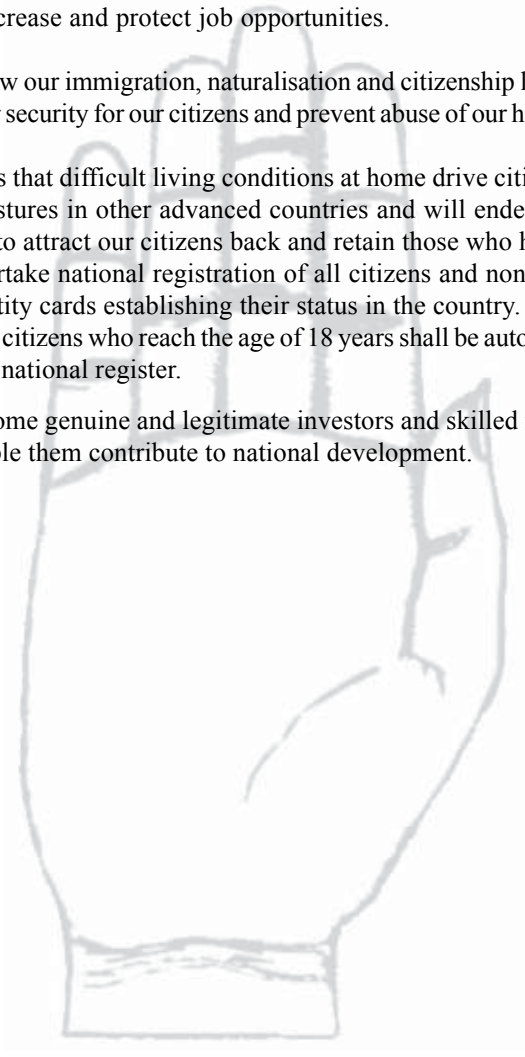 crease and protect job opportunities.
w our immigration, naturalisation and citizenship l
security for our citizens and prevent abuse of our h
s that difficult living conditions at home drive citi
stures in other advanced countries and will ende
to attract our citizens back and retain those who h
rtake national registration of all citizens and non
tity cards establishing their status in the country.
citizens who reach the age of 18 years shall be auto
national register.
ome genuine and legitimate investors and skilled
ble them contribute to national development.